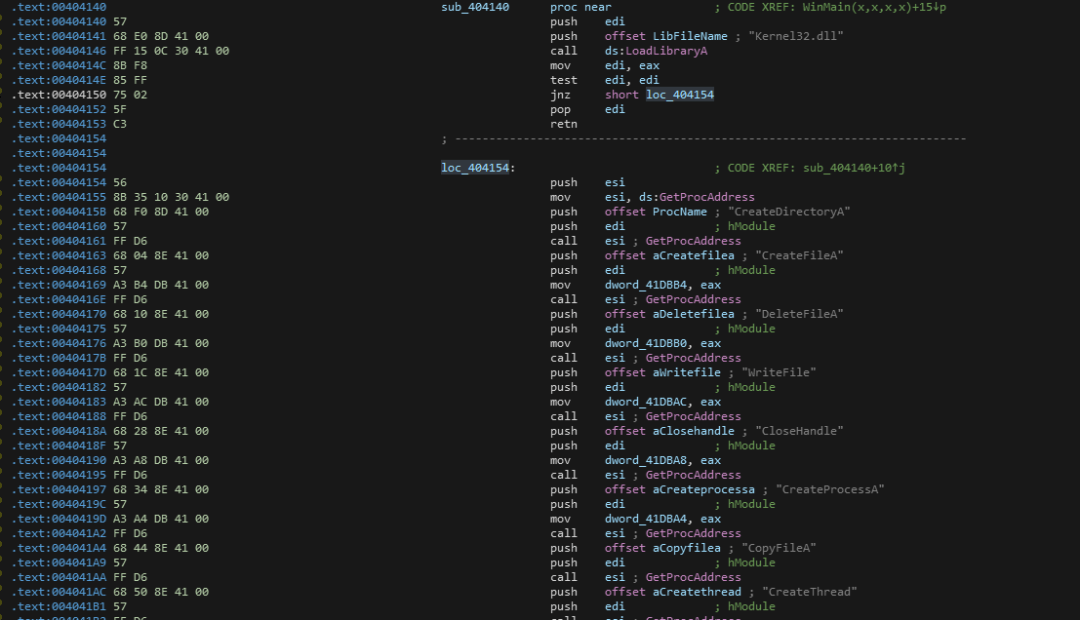 .text:00404140 sub_404140 proc near ; CODE XREF: WinMain(x,x,x,x)+15↓p
.text:00404140 57 push edi
.text:00404141 68 E0 8D 41 00 push offset LibFileName ; "Kernel32.dll"
.text:00404146 FF 15 0C 30 41 00 call ds:LoadLibraryA
.text:0040414C 8B F8 mov edi, eax
.text:0040414E 85 FF test edi, edi
.text:00404150 75 02 jnz short loc_404154
.text:00404152 5F pop edi
.text:00404153 C3 retn
.text:00404154 ; ---------------------------------------------------------------------------
.text:00404154
.text:00404154 loc_404154: ; CODE XREF: sub_404140+10↑j
.text:00404154 56 push esi
.text:00404155 8B 35 10 30 41 00 mov esi, ds:GetProcAddress
.text:0040415B 68 F0 8D 41 00 push offset ProcName ; "CreateDirectoryA"
.text:00404160 57 push edi ; hModule
.text:00404161 FF D6 call esi ; GetProcAddress
.text:00404163 68 04 8E 41 00 push offset aCreatefilea ; "CreateFileA"
.text:00404168 57 push edi ; hModule
.text:00404169 A3 B4 DB 41 00 mov dword_41DBB4, eax
.text:0040416E FF D6 call esi ; GetProcAddress
.text:00404170 68 10 8E 41 00 push offset aDeletefilea ; "DeleteFileA"
.text:00404175 57 push edi ; hModule
.text:00404176 A3 B0 DB 41 00 mov dword_41DBB0, eax
.text:0040417B FF D6 call esi ; GetProcAddress
.text:0040417D 68 1C 8E 41 00 push offset aWritefile ; "WriteFile"
.text:00404182 57 push edi ; hModule
.text:00404183 A3 AC DB 41 00 mov dword_41DBAC, eax
.text:00404188 FF D6 call esi ; GetProcAddress
.text:0040418A 68 28 8E 41 00 push offset aClosehandle ; "CloseHandle"
.text:0040418F 57 push edi ; hModule
.text:00404190 A3 A8 DB 41 00 mov dword_41DBA8, eax
.text:00404195 FF D6 call esi ; GetProcAddress
.text:00404197 68 34 8E 41 00 push offset aCreateprocessa ; "CreateProcessA"
.text:0040419C 57 push edi ; hModule
.text:0040419D A3 A4 DB 41 00 mov dword_41DBA4, eax
.text:004041A2 FF D6 call esi ; GetProcAddress
.text:004041A4 68 44 8E 41 00 push offset aCopyfilea ; "CopyFileA"
.text:004041A9 57 push edi ; hModule
.text:004041AA FF D6 call esi ; GetProcAddress
.text:004041AC 68 50 8E 41 00 push offset aCreatethread ; "CreateThread"
.text:004041B1 57 push edi ; hModule